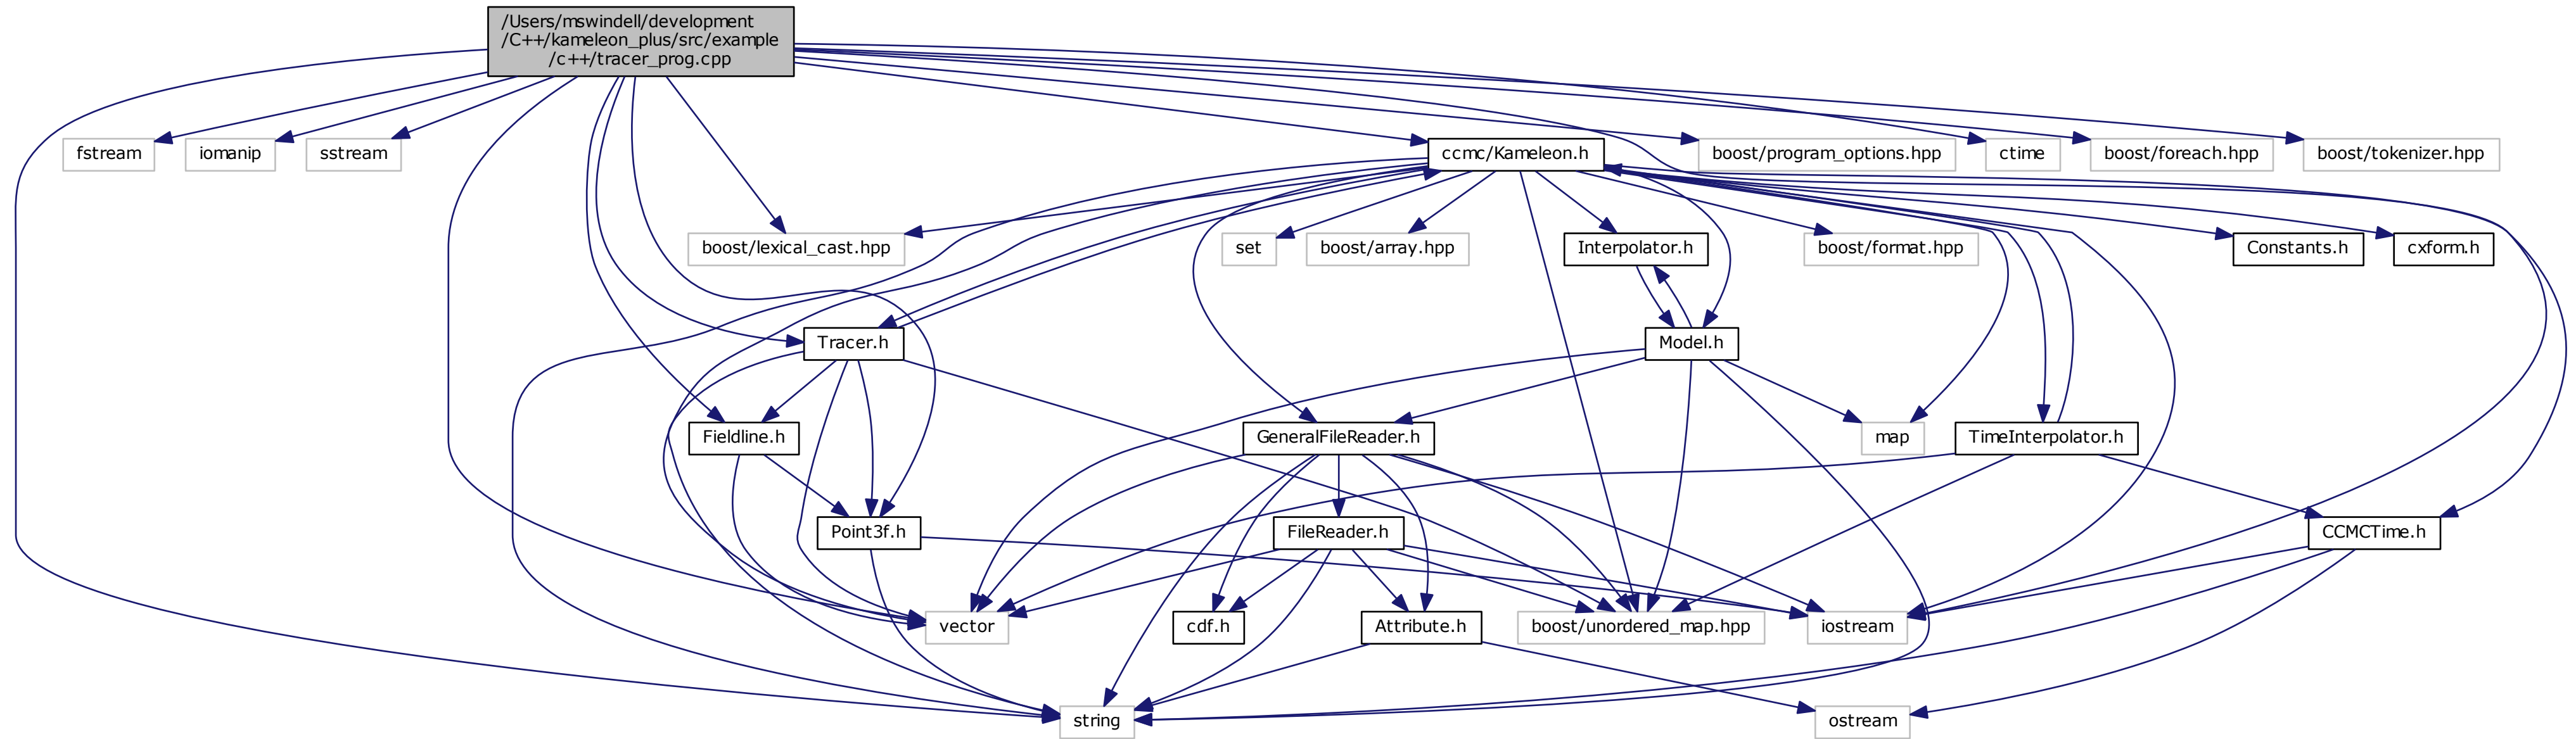 /Users/mswindell/development
/C++/kameleon_plus/src/example
/c++/tracer_prog.cpp
fstream
iomanip
sstream
ccmc/Kameleon.h
boost/program_options.hpp
ctime
boost/foreach.hpp
boost/tokenizer.hpp
boost/lexical_cast.hpp
set
boost/array.hpp
Interpolator.h
boost/format.hpp
Constants.h
cxform.h
Tracer.h
Model.h
Fieldline.h
GeneralFileReader.h
map
TimeInterpolator.h
Point3f.h
FileReader.h
CCMCTime.h
vector
cdf.h
Attribute.h
boost/unordered_map.hpp
iostream
string
ostream